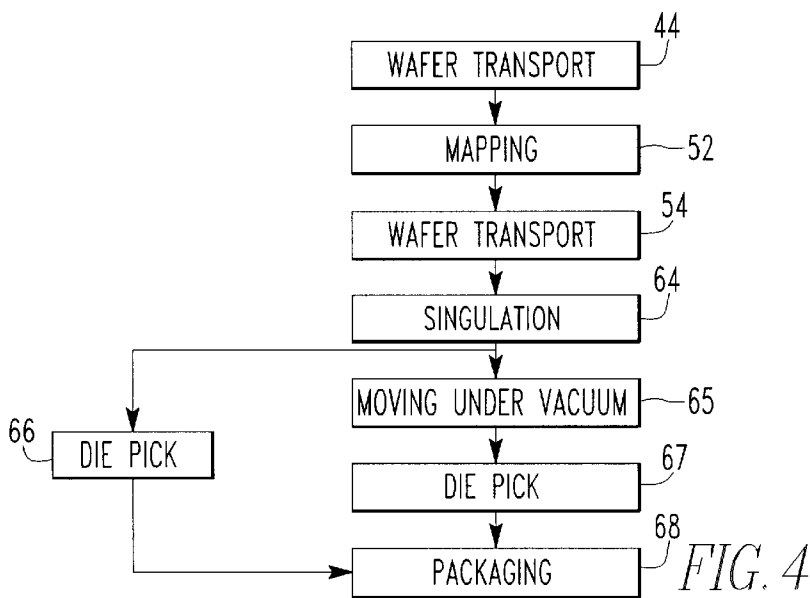 44
WAFER TRANSPORT
MAPPING
52
54
WAFER TRANSPORT
64
SINGULATION
MOVING UNDER VACUUM
65
66
DIE PICK
67
DIE PICK
68
PACKAGING
FIG. 4